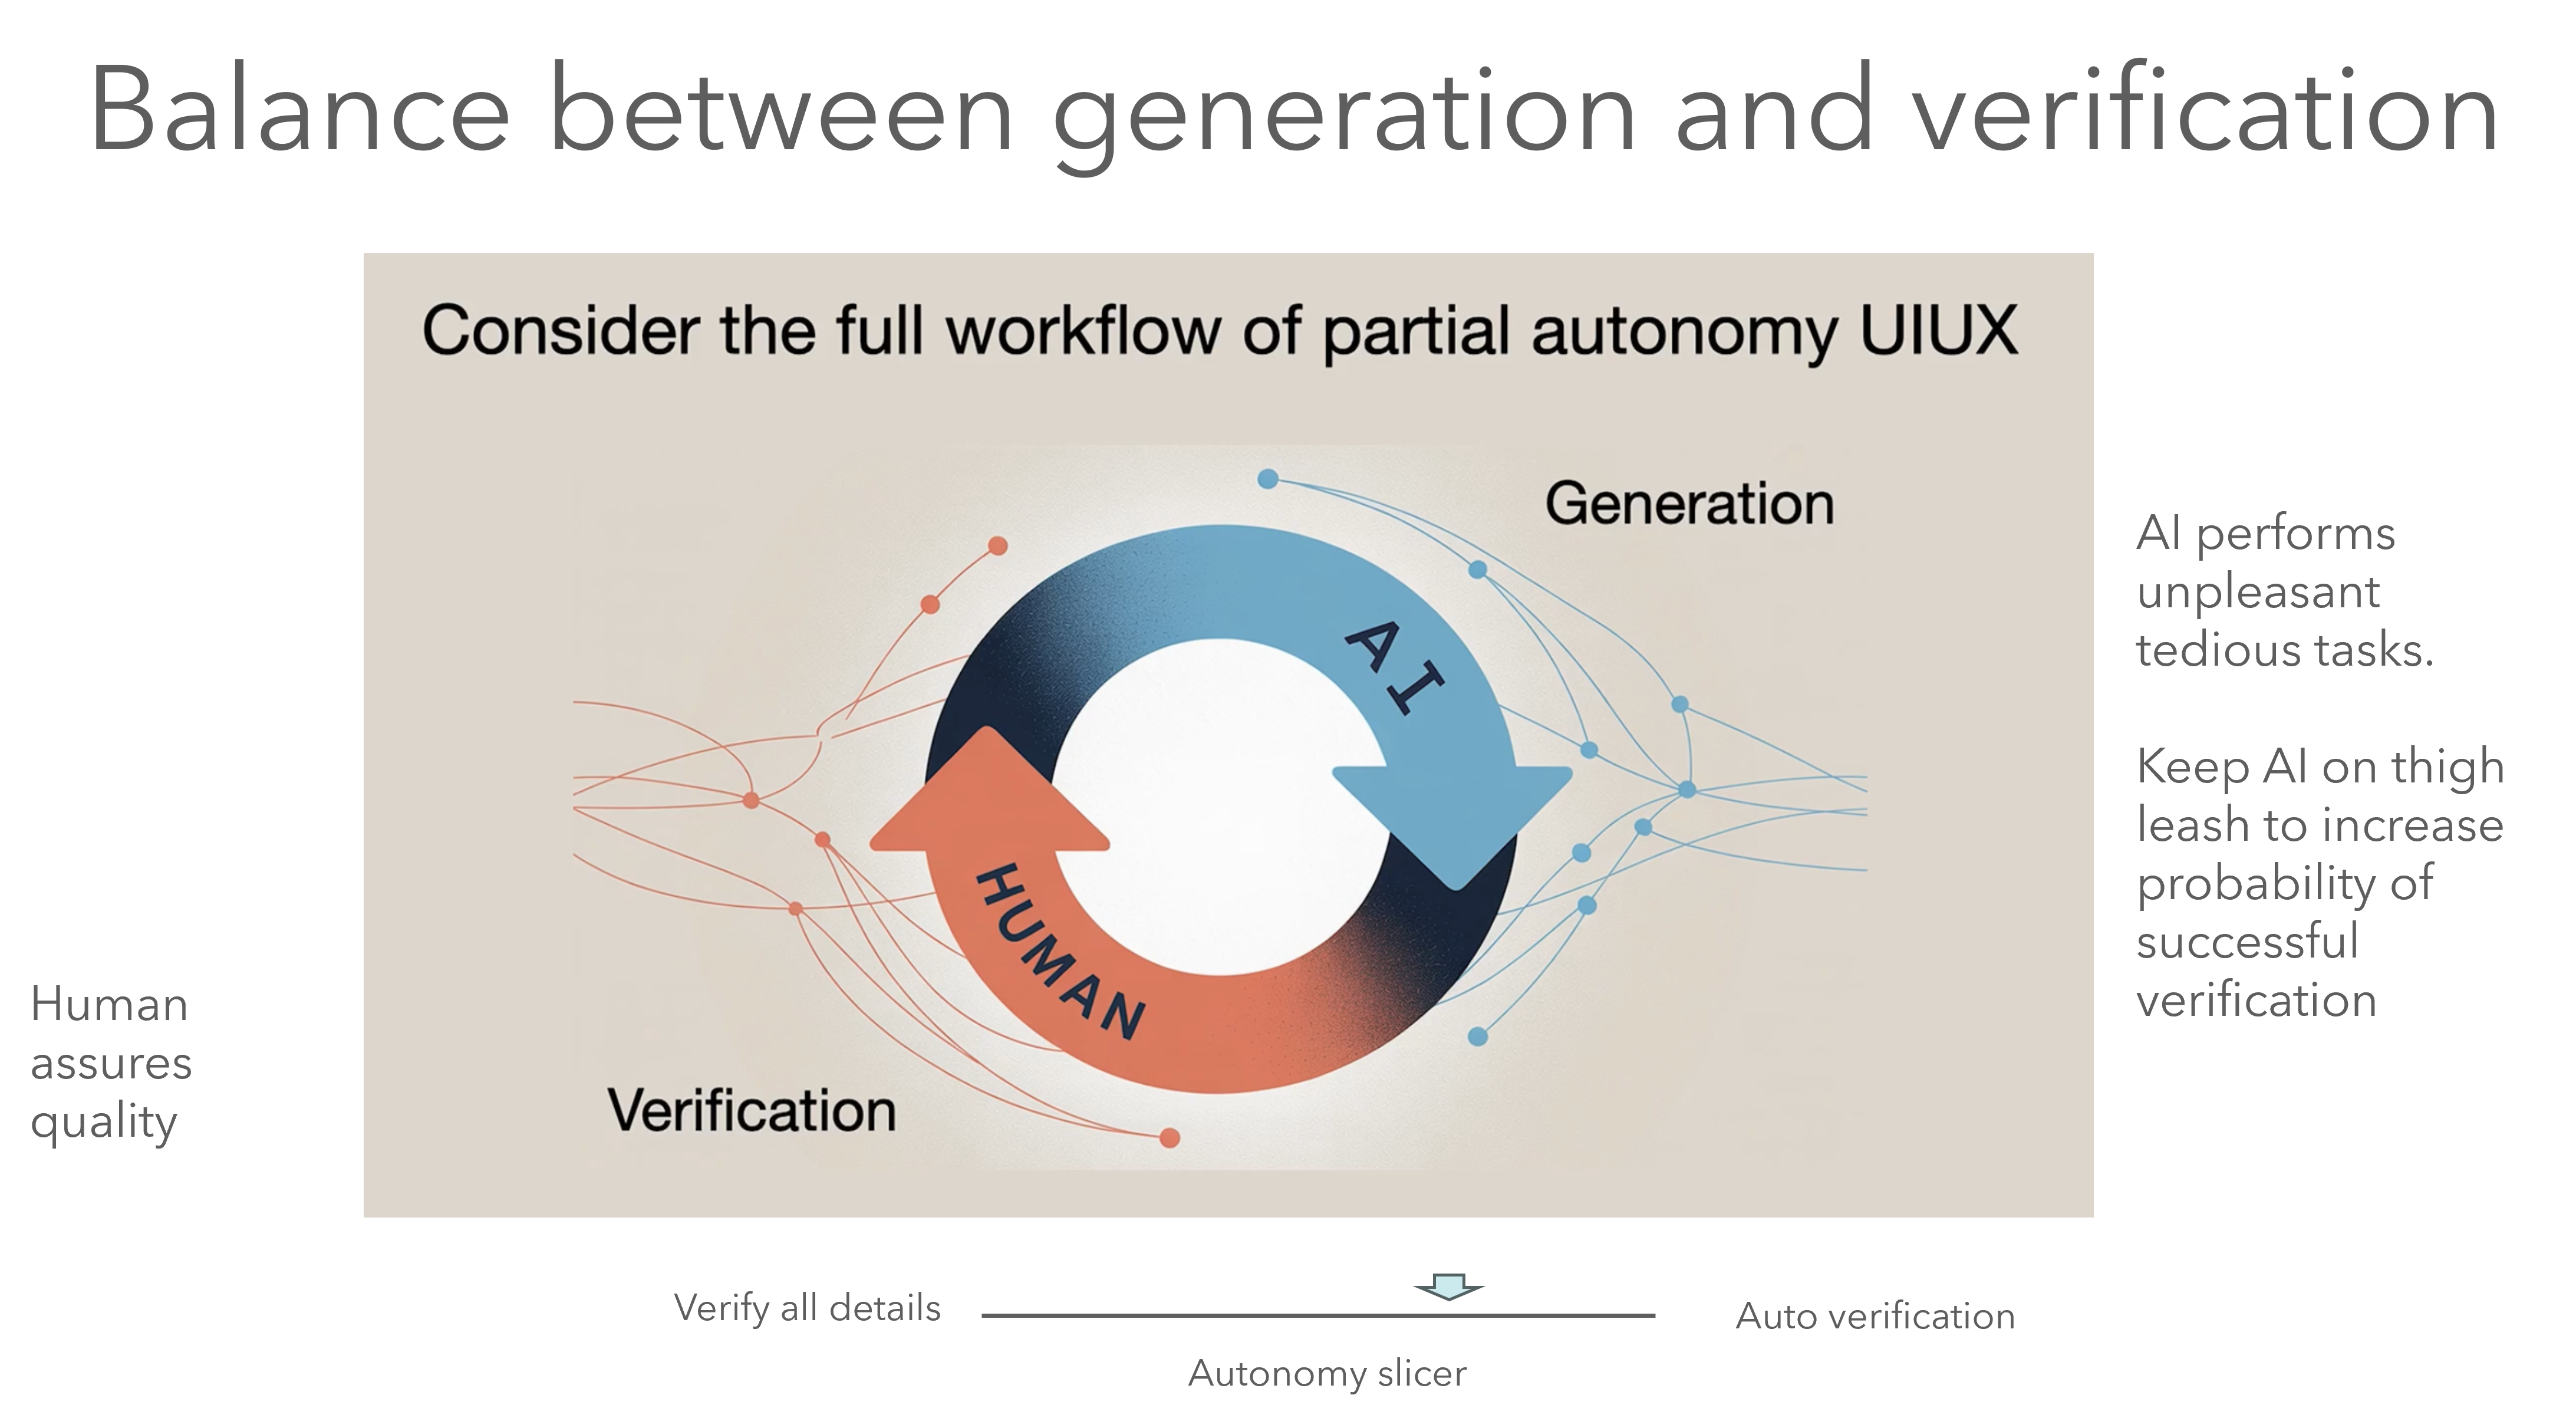 Balance between generation and verification
Consider the full workflow of partial autonomy UIUX
Generation
AI
HUMAN
Verification
AI performs
unpleasant
tedious tasks.
Keep AI on thigh
leash to increase
probability of
successful
verification
Human
assures
quality
Verify all details
Auto verification
Autonomy slicer